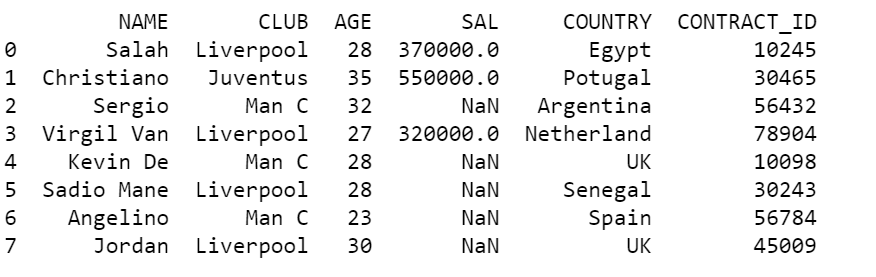 NAME CLUB AGE SAL COUNTRY CONTRACT_ID
0 Salah Liverpool 28 370000.0 Egypt 10245
1 Christiano Juventus 35 550000.0 Potugal 30465
2 Sergio Man C 32 NaN Argentina 56432
3 Virgil Van Liverpool 27 320000.0 Netherland 78904
4 Kevin De Man C 28 NaN UK 10098
5 Sadio Mane Liverpool 28 NaN Senegal 30243
6 Angelino Man C 23 NaN Spain 56784
7 Jordan Liverpool 30 NaN UK 45009